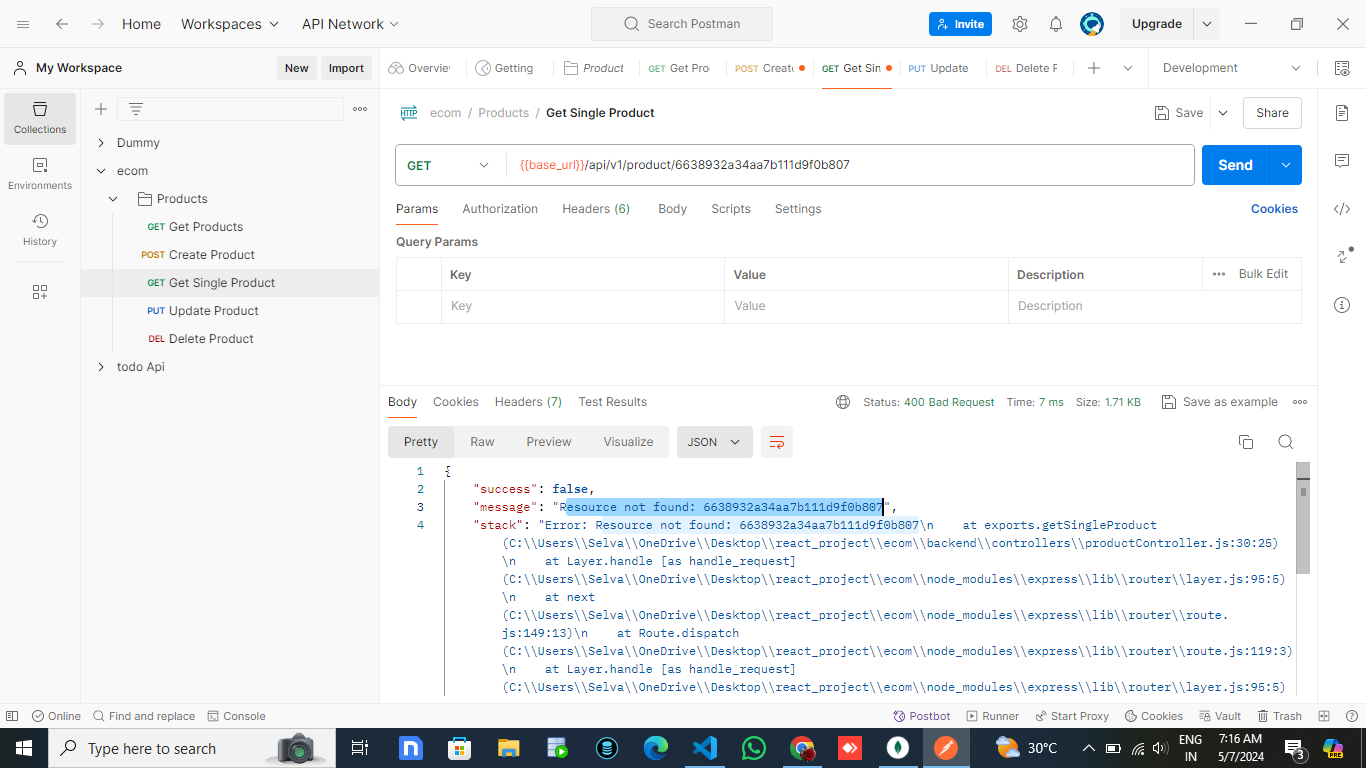 Home
Workspaces
API Network
Search Postman
Invite
Upgrade
My Workspace
New
Import
Overvie
Getting
Product
GET Get Pro
POST Create
GET Get Sin
PUT Update
DEL Delete P
Development
Collections
Environments
History
Dummy
ecom
Products
GET Get Products
POST Create Product
GET Get Single Product
PUT Update Product
DEL Delete Product
todo Api
HTTP
ecom / Products / Get Single Product
Save
Share
GET
{{base_url}}/api/v1/product/6638932a34aa7b111d9f0b807
Send
Params
Authorization
Headers (6)
Body
Scripts
Settings
Cookies
Query Params
Key
Value
Description
Bulk Edit
Key
Value
Description
Body
Cookies
Headers (7)
Test Results
Status: 400 Bad Request
Time: 7 ms
Size: 1.71 KB
Save as example
Pretty
Raw
Preview
Visualize
JSON
1 {
2 "success": false,
3 "message": "Resource not found: 6638932a34aa7b111d9f0b807",
4 "stack": "Error: Resource not found: 6638932a34aa7b111d9f0b807\n    at exports.getSingleProduct
(C:\\Users\\Selva\\OneDrive\\Desktop\\react_project\\ecom\\backend\\controllers\\productController.js:30:25)
\n    at Layer.handle [as handle_request]
(C:\\Users\\Selva\\OneDrive\\Desktop\\react_project\\ecom\\node_modules\\express\\lib\\router\\layer.js:95:5)
\n    at next
(C:\\Users\\Selva\\OneDrive\\Desktop\\react_project\\ecom\\node_modules\\express\\lib\\router\\route.
js:149:13)\n    at Route.dispatch
(C:\\Users\\Selva\\OneDrive\\Desktop\\react_project\\ecom\\node_modules\\express\\lib\\router\\route.js:119:3)
\n    at Layer.handle [as handle_request]
(C:\\Users\\Selva\\OneDrive\\Desktop\\react_project\\ecom\\node_modules\\express\\lib\\router\\layer.js:95:5)
Online
Find and replace
Console
Postbot
Runner
Start Proxy
Cookies
Vault
Trash
Type here to search
30°C
ENG
IN
7:16 AM
5/7/2024
3
PRE